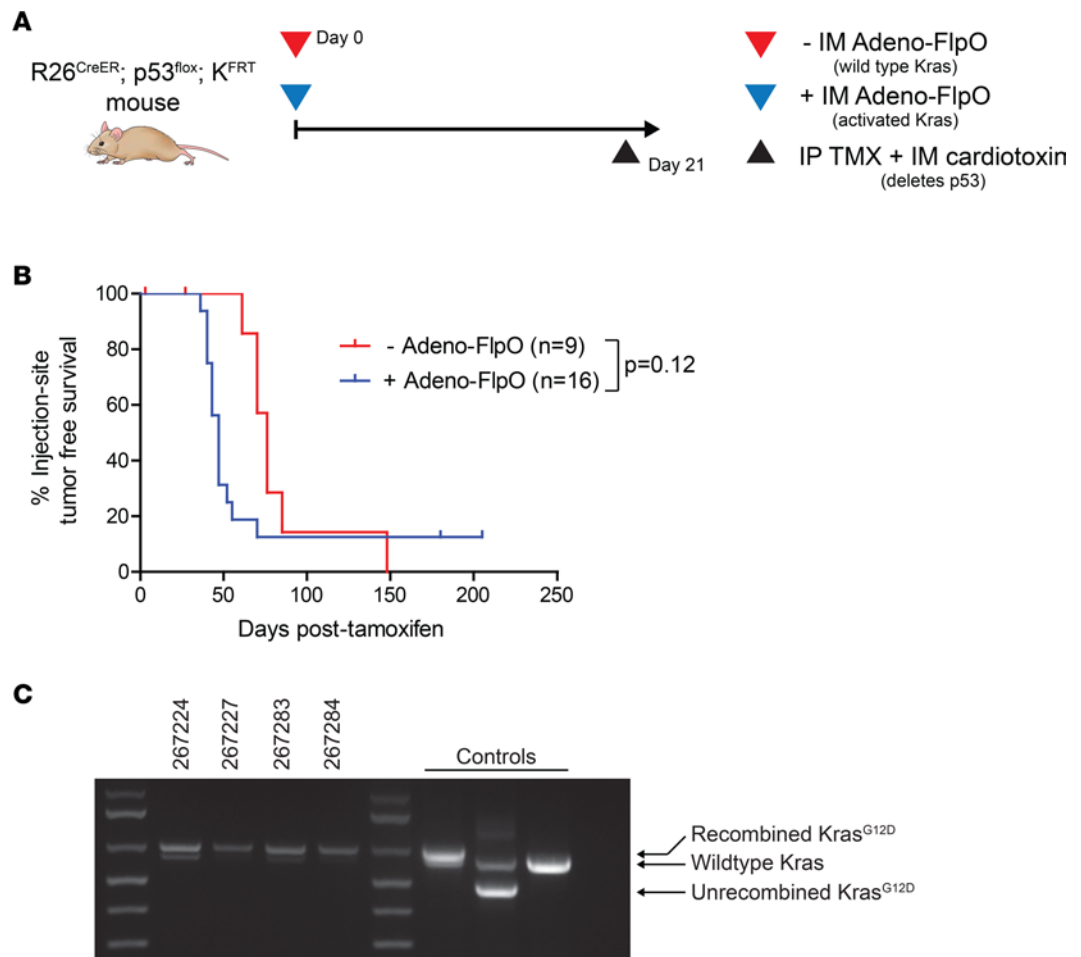 A
R26CreER; p53flox; KFRT
mouse
Day 0
Day 21
- IM Adeno-FlpO
(wild type Kras)
+ IM Adeno-FlpO
(activated Kras)
IP TMX + IM cardiotoxin
(deletes p53)
B
% Injection-site
tumor free survival
100
80
60
40
20
0
0 50 100 150 200 250
Days post-tamoxifen
- Adeno-FlpO (n=9)
+ Adeno-FlpO (n=16)
p=0.12
C
267224
267227
267283
267284
Controls
Recombined KrasG12D
Wildtype Kras
Unrecombined KrasG12D